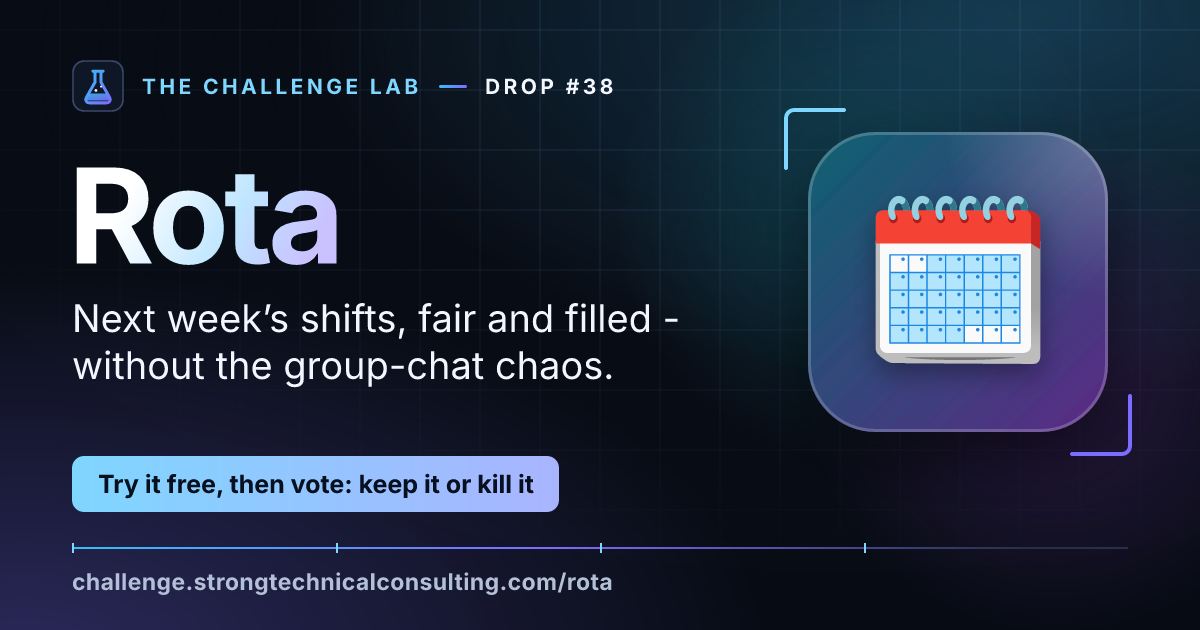 THE CHALLENGE LAB — DROP #38
Rota
Next week’s shifts, fair and filled -
without the group-chat chaos.
Try it free, then vote: keep it or kill it
challenge.strongtechnicalconsulting.com/rota